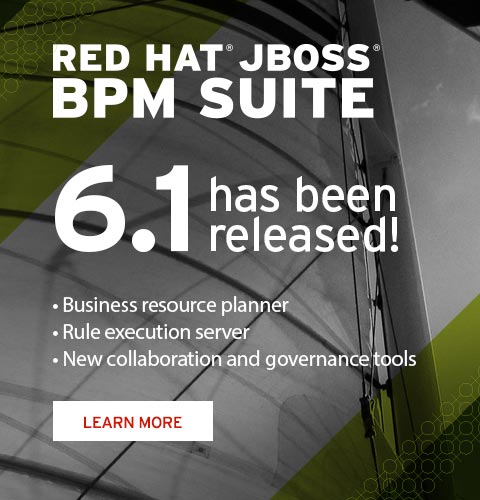 RED HAT® JBOSS®
BPM SUITE
6.1 has been
released!
• Business resource planner
• Rule execution server
• New collaboration and governance tools
LEARN MORE